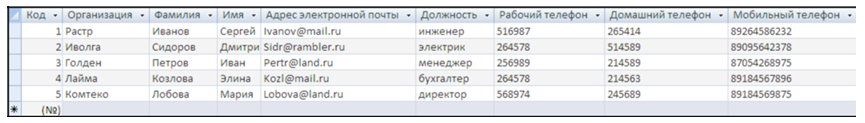 Код Организация Фамилия Имя Адрес электронной почты Должность Рабочий телефон Домашний телефон Мобильный телефон
1 Растр Иванов Сергей Ivanov@mail.ru инженер 516987 265414 89264586232
2 Иволга Сидоров Дмитри Sidr@rambler.ru электрик 264578 514589 89095642378
3 Голден Петров Иван Pertr@land.ru менеджер 256989 214589 87054268975
4 Лайма Козлова Элина Kozl@mail.ru бухгалтер 264578 214563 89184567896
5 Комтеко Лобова Мария Lobova@land.ru директор 568974 245689 89184569875
(№)